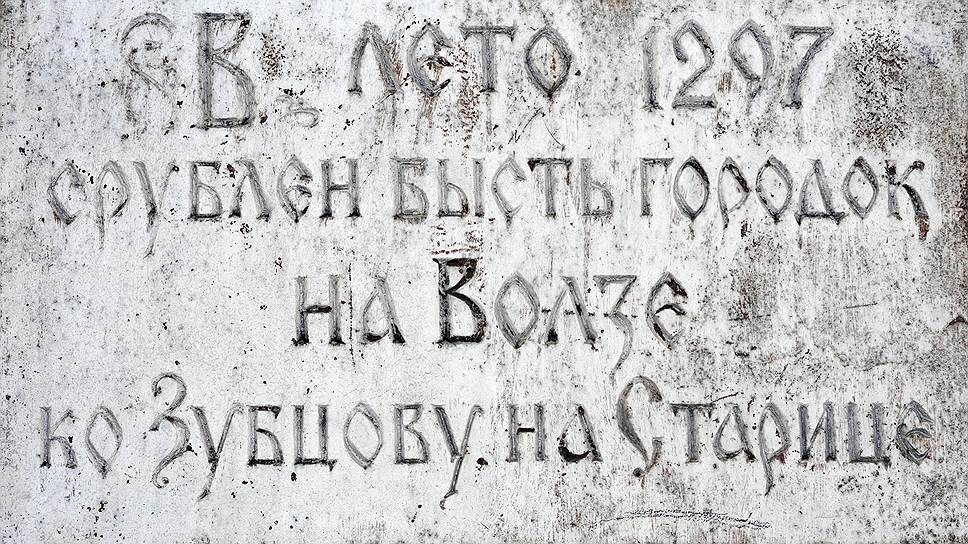 В лето 1297
срублен бысть городок
на Волзе
ко Зубцову на Старице